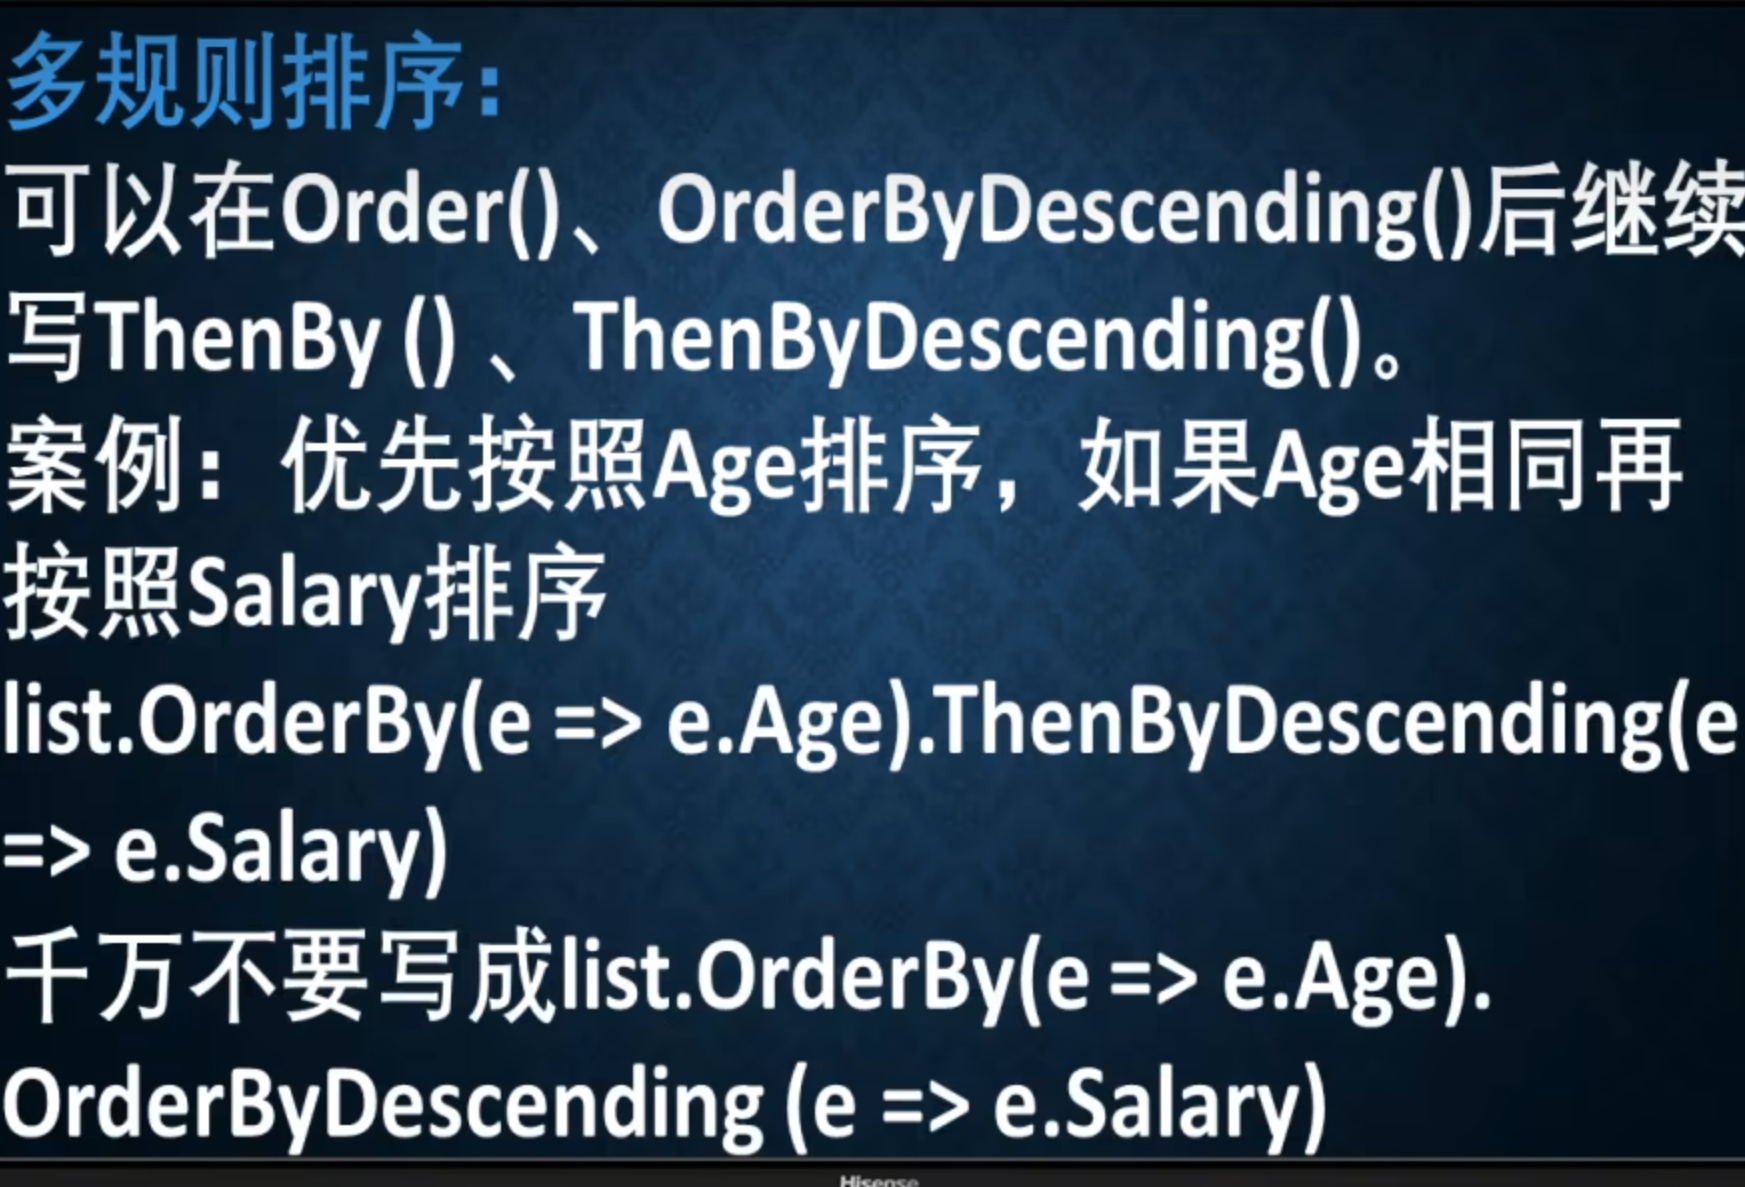 多规则排序：
可以在Order()、OrderByDescending()后继续
写ThenBy () 、ThenByDescending()。
案例：优先按照Age排序，如果Age相同再
按照Salary排序
list.OrderBy(e => e.Age).ThenByDescending(e
=> e.Salary)
千万不要写成list.OrderBy(e => e.Age).
OrderByDescending (e => e.Salary)
Hisense